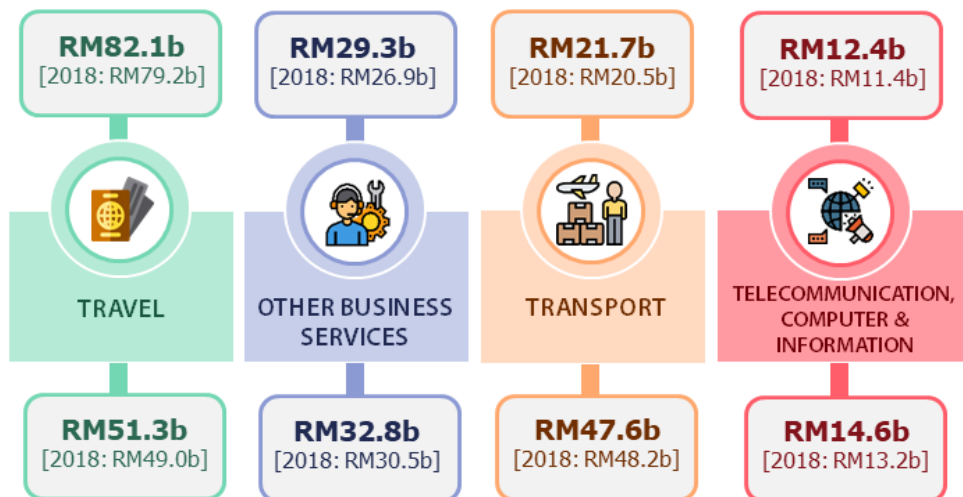 RM82.1b
[2018: RM79.2b]
RM29.3b
[2018: RM26.9b]
RM21.7b
[2018: RM20.5b]
RM12.4b
[2018: RM11.4b]
TRAVEL
OTHER BUSINESS
SERVICES
TRANSPORT
TELECOMMUNICATION,
COMPUTER &
INFORMATION
RM51.3b
[2018: RM49.0b]
RM32.8b
[2018: RM30.5b]
RM47.6b
[2018: RM48.2b]
RM14.6b
[2018: RM13.2b]